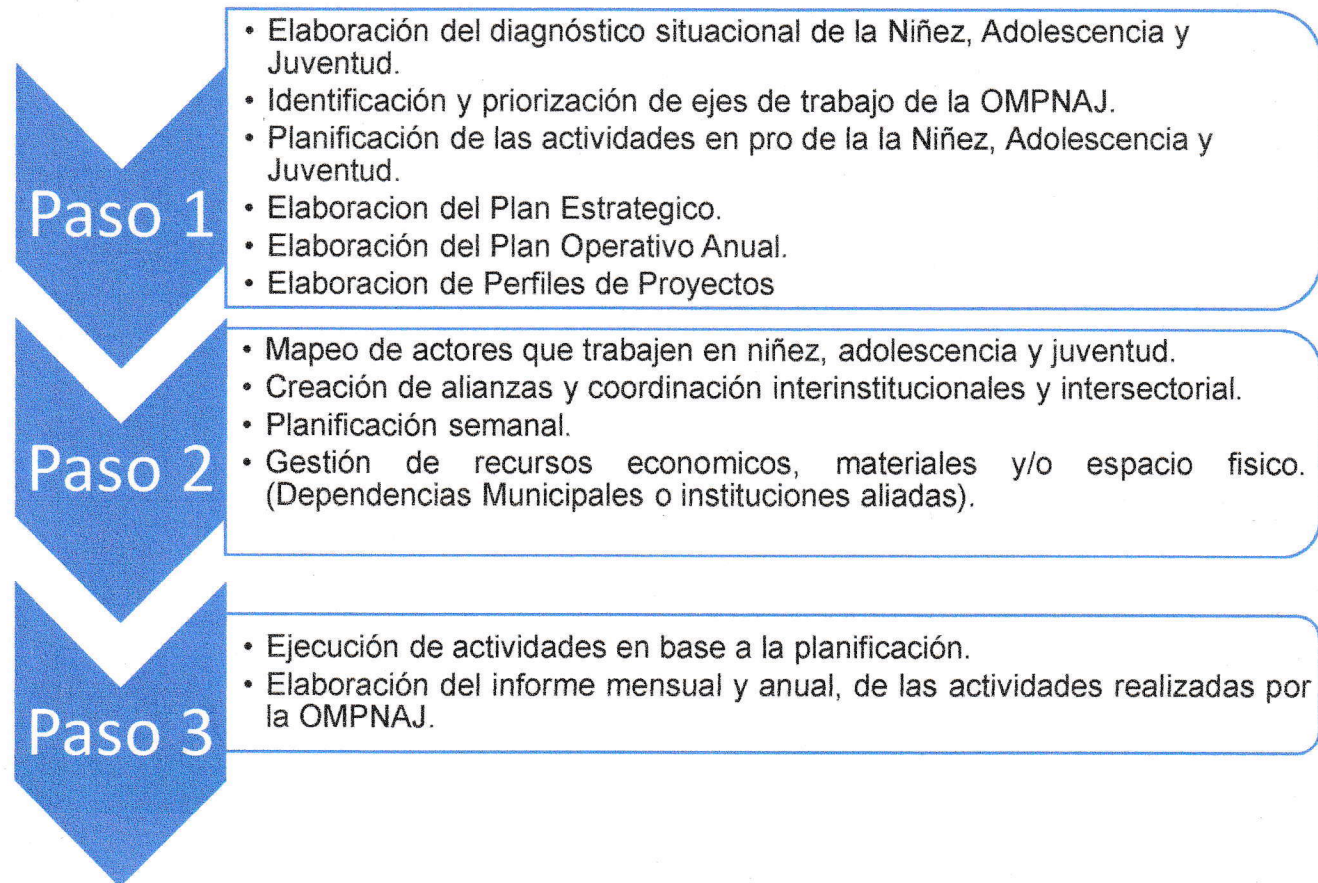 Paso 1
• Elaboración del diagnóstico situacional de la Niñez, Adolescencia y
Juventud.
• Identificación y priorización de ejes de trabajo de la OMPNAJ.
• Planificación de las actividades en pro de la la Niñez, Adolescencia y
Juventud.
• Elaboracion del Plan Estrategico.
• Elaboración del Plan Operativo Anual.
• Elaboracion de Perfiles de Proyectos
Paso 2
• Mapeo de actores que trabajen en niñez, adolescencia y juventud.
• Creación de alianzas y coordinación interinstitucionales y intersectorial.
• Planificación semanal.
• Gestión de recursos economicos, materiales y/o espacio fisico.
(Dependencias Municipales o instituciones aliadas).
Paso 3
• Ejecución de actividades en base a la planificación.
• Elaboración del informe mensual y anual, de las actividades realizadas por
la OMPNAJ.